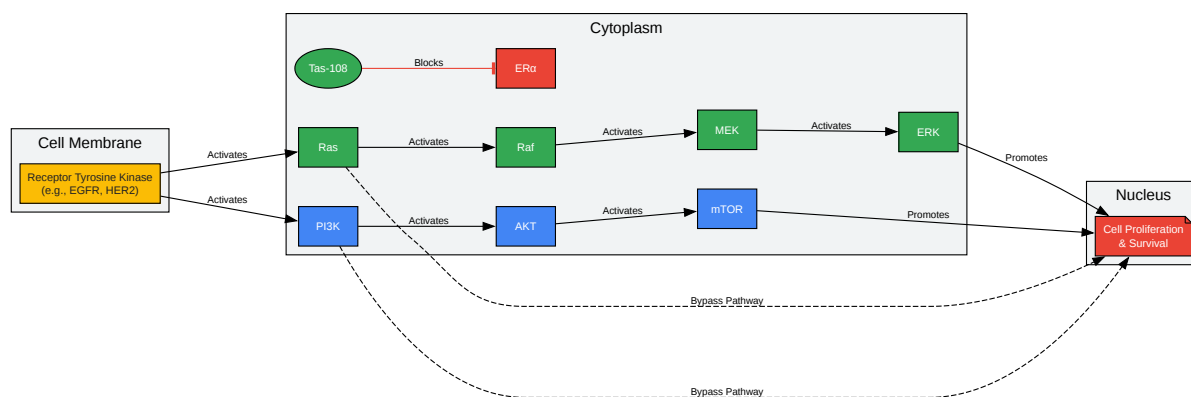 Cytoplasm
Tas-108
Blocks
ERα
Cell Membrane
Receptor Tyrosine Kinase
(e.g., EGFR, HER2)
Activates
Activates
Ras
Activates
Raf
Activates
MEK
Activates
ERK
Promotes
PI3K
Activates
AKT
Activates
mTOR
Promotes
Nucleus
Cell Proliferation
& Survival
Bypass Pathway
Bypass Pathway